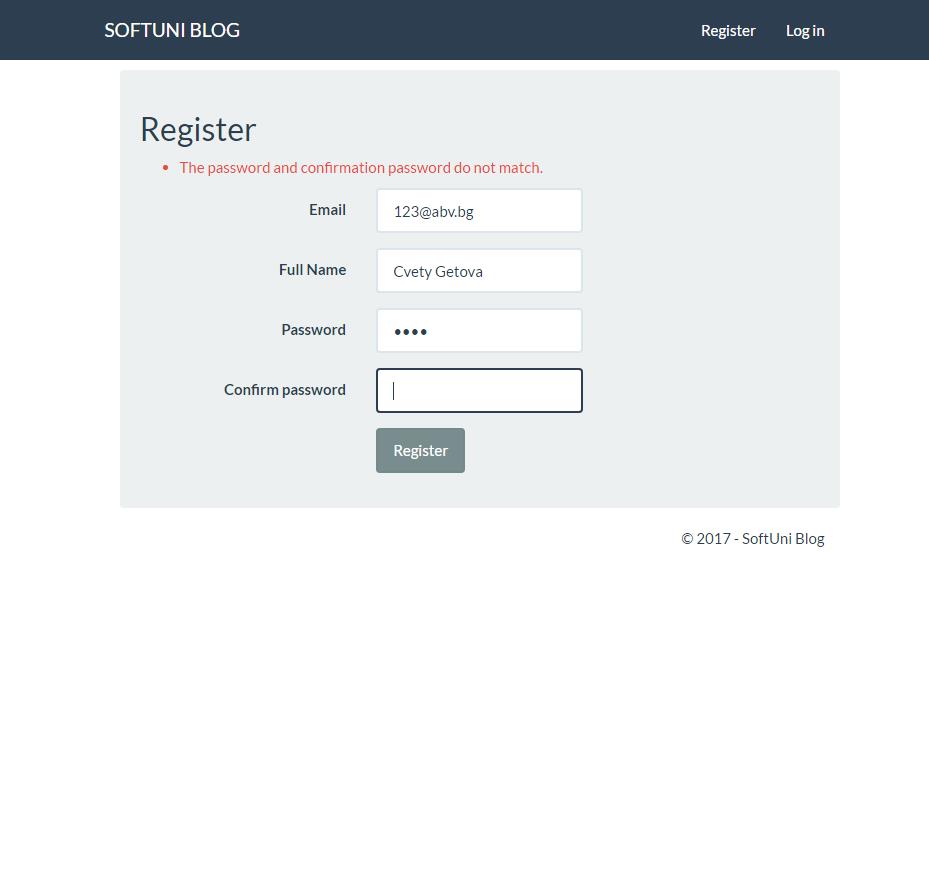 SOFTUNI BLOG Register Log in
Register
The password and confirmation password do not match.
Email 123@abv.bg
Full Name Cvety Getova
Password ••••
Confirm password
Register
© 2017 - SoftUni Blog